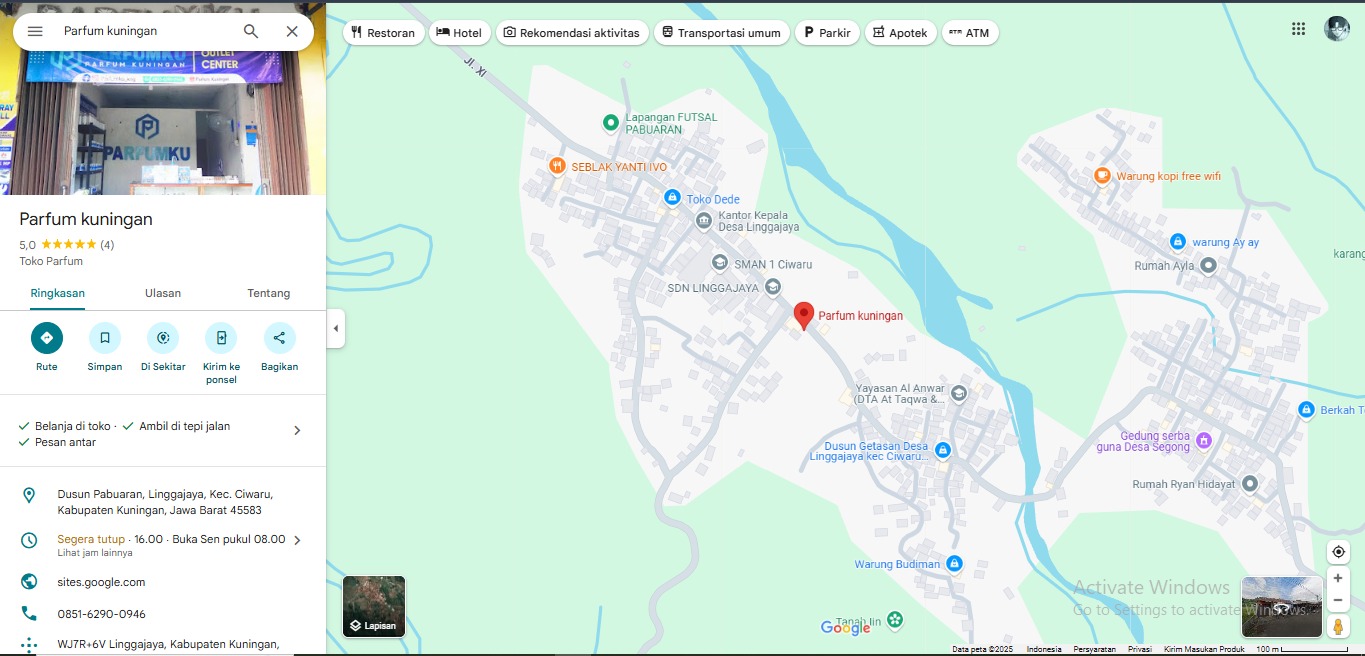 Parfum kuningan
PARFUMKU
PARFUM KUNINGAN
OUTLET
CENTER
PARFUMKU
Parfum kuningan
5,0
(4)
Toko Parfum
Ringkasan
Ulasan
Tentang
Rute
Simpan
Di Sekitar
Kirim ke
ponsel
Bagikan
Belanja di toko · Ambil di tepi jalan
Pesan antar
Dusun Pabuaran, Linggajaya, Kec. Ciwaru,
Kabupaten Kuningan, Jawa Barat 45583
Segera tutup · 16.00 · Buka Sen pukul 08.00
Lihat jam lainnya
sites.google.com
0851-6290-0946
WJ7R+6V Linggajaya, Kabupaten Kuningan,
Restoran
Hotel
Rekomendasi aktivitas
Transportasi umum
P Parkir
Apotek
ATM ATM
Jl. XI
Lapangan FUTSAL
PABUARAN
SEBLAK YANTI IVO
Toko Dede
Kantor Kepala
Desa Linggajaya
SMAN 1 Ciwaru
SDN LINGGAJAYA
Parfum kuningan
Warung kopi free wifi
warung Ay ay
Rumah Ayla
karang
Yayasan Al Anwar
(DTA At Taqwa &...
Dusun Getasan Desa
Linggajaya kec Ciwaru...
Berkah T
Gedung serba
guna Desa Segong
Rumah Ryan Hidayat
Warung Budiman
Tanah Iin
Lapisan
Google
Activate Windows
Go to Settings to activate Windows.
Data peta ©2025
Indonesia
Persyaratan
Privasi
Kirim Masukan Produk
100 m